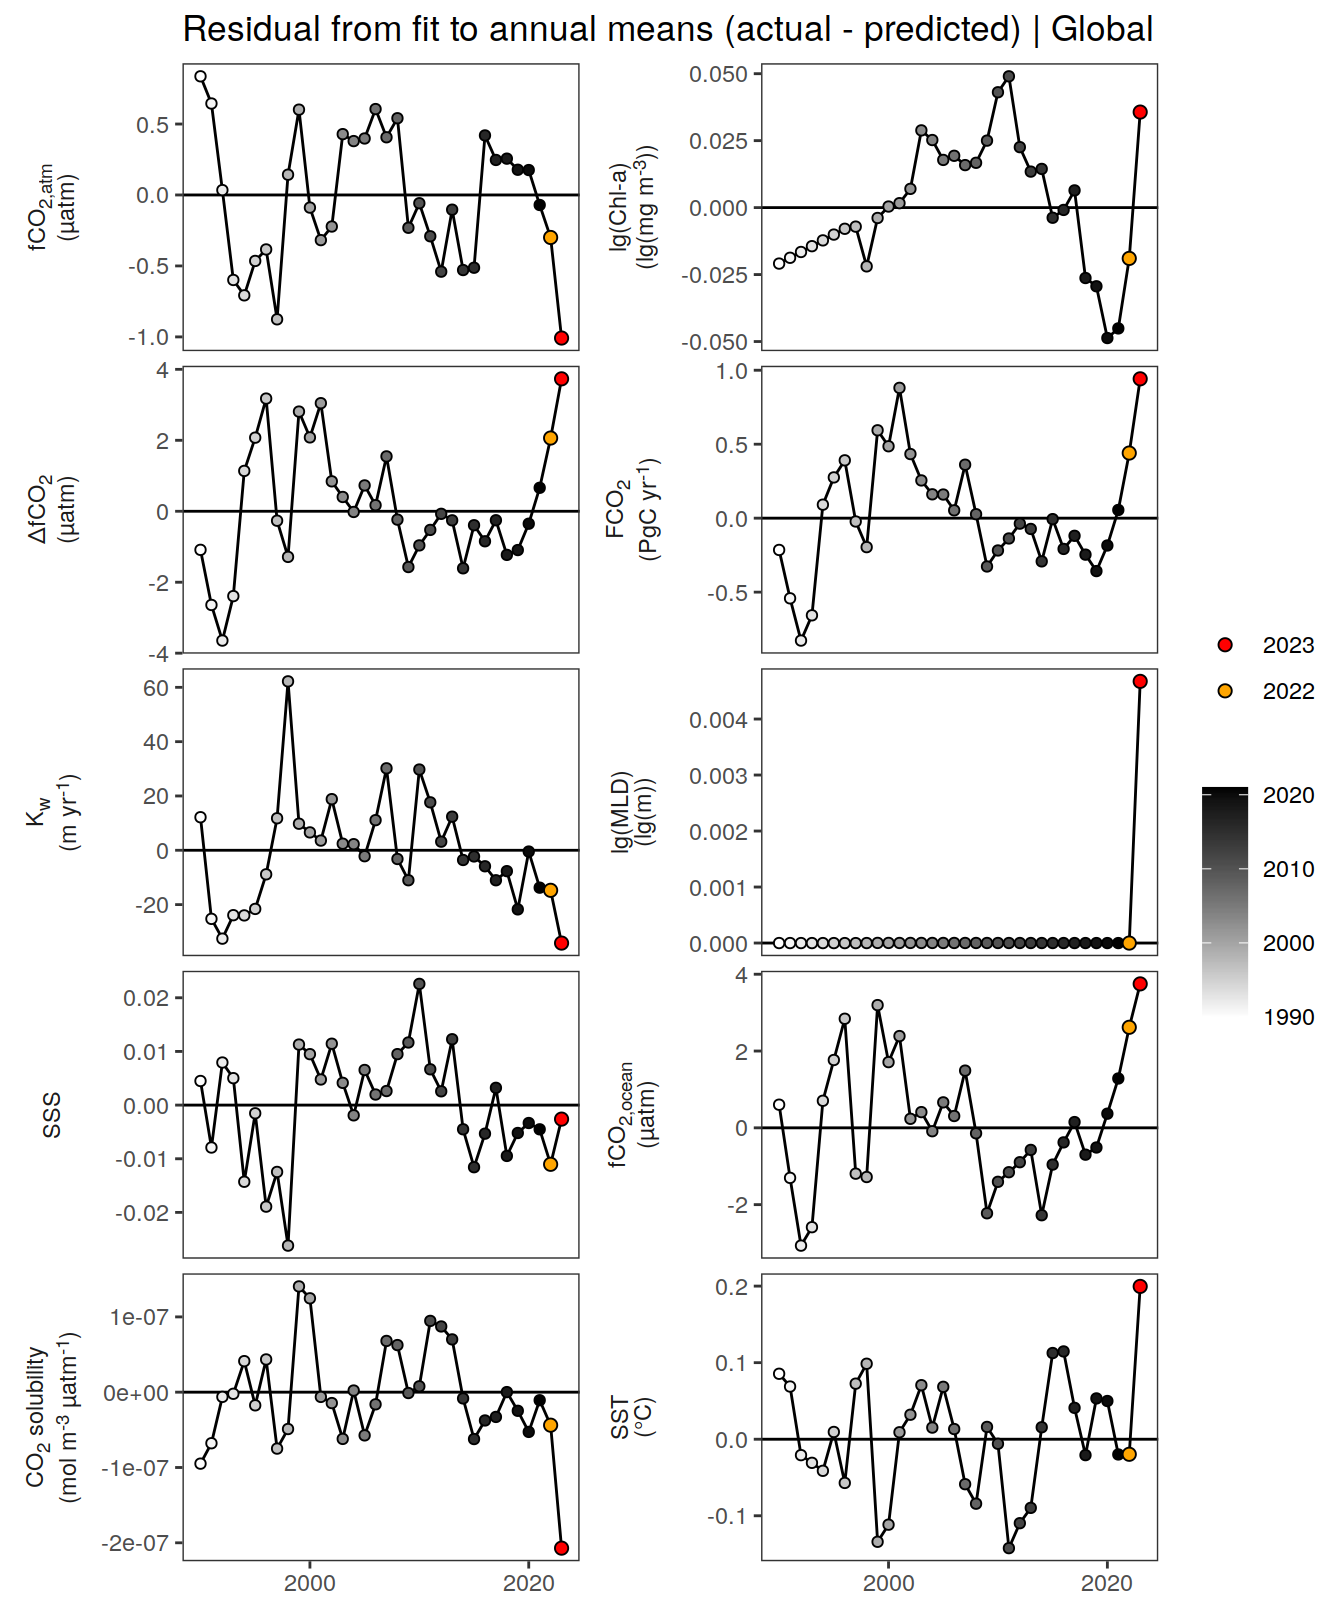 Residual from fit to annual means (actual - predicted) | Global
fCO2,atm
(µatm)
0.5
0.0
-0.5
-1.0
lg(Chl-a)
(lg(mg m-3))
0.050
0.025
0.000
-0.025
-0.050
ΔfCO2
(µatm)
4
2
0
-2
-4
FCO2
(PgC yr-1)
1.0
0.5
0.0
-0.5
Kw
(m yr-1)
60
40
20
0
-20
lg(MLD)
(lg(m))
0.004
0.003
0.002
0.001
0.000
SSS
0.02
0.01
0.00
-0.01
-0.02
fCO2,ocean
(µatm)
4
2
0
-2
CO2 solubility
(mol m-3 µatm-1)
1e-07
0e+00
-1e-07
-2e-07
2000
2020
SST
(°C)
0.2
0.1
0.0
-0.1
2000
2020
2023
2022
2020
2010
2000
1990